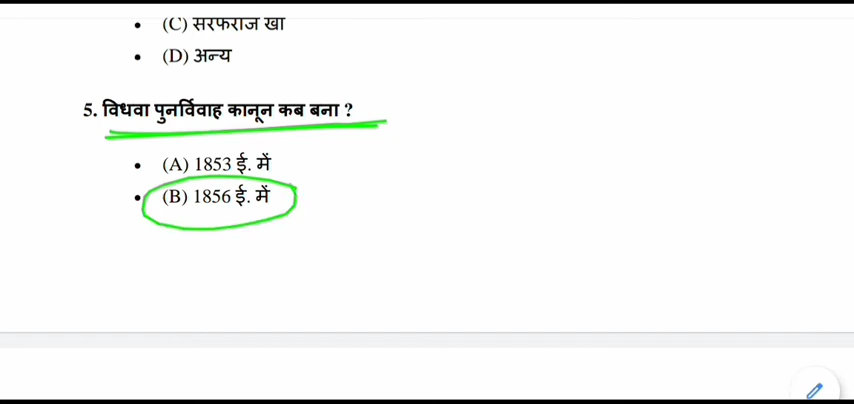 (C) सरफराज खा
(D) अन्य
5. विधवा पुनर्विवाह कानून कब बना ?
(A) 1853 ई. में
(B) 1856 ई. में